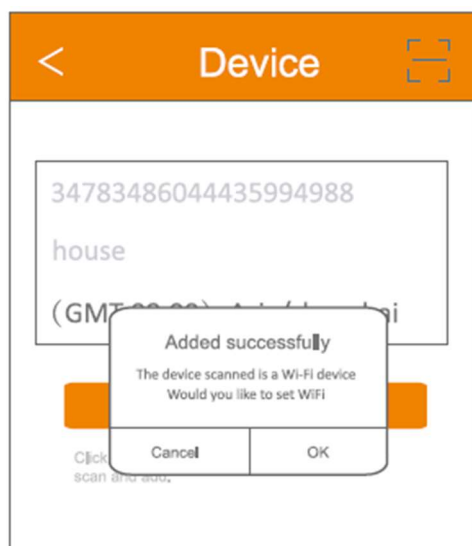 < Device
34783486044435994988
house
(GM
Added successfully
The device scanned is a Wi-Fi device
Would you like to set WiFi
Cancel OK
Click
scan and add.